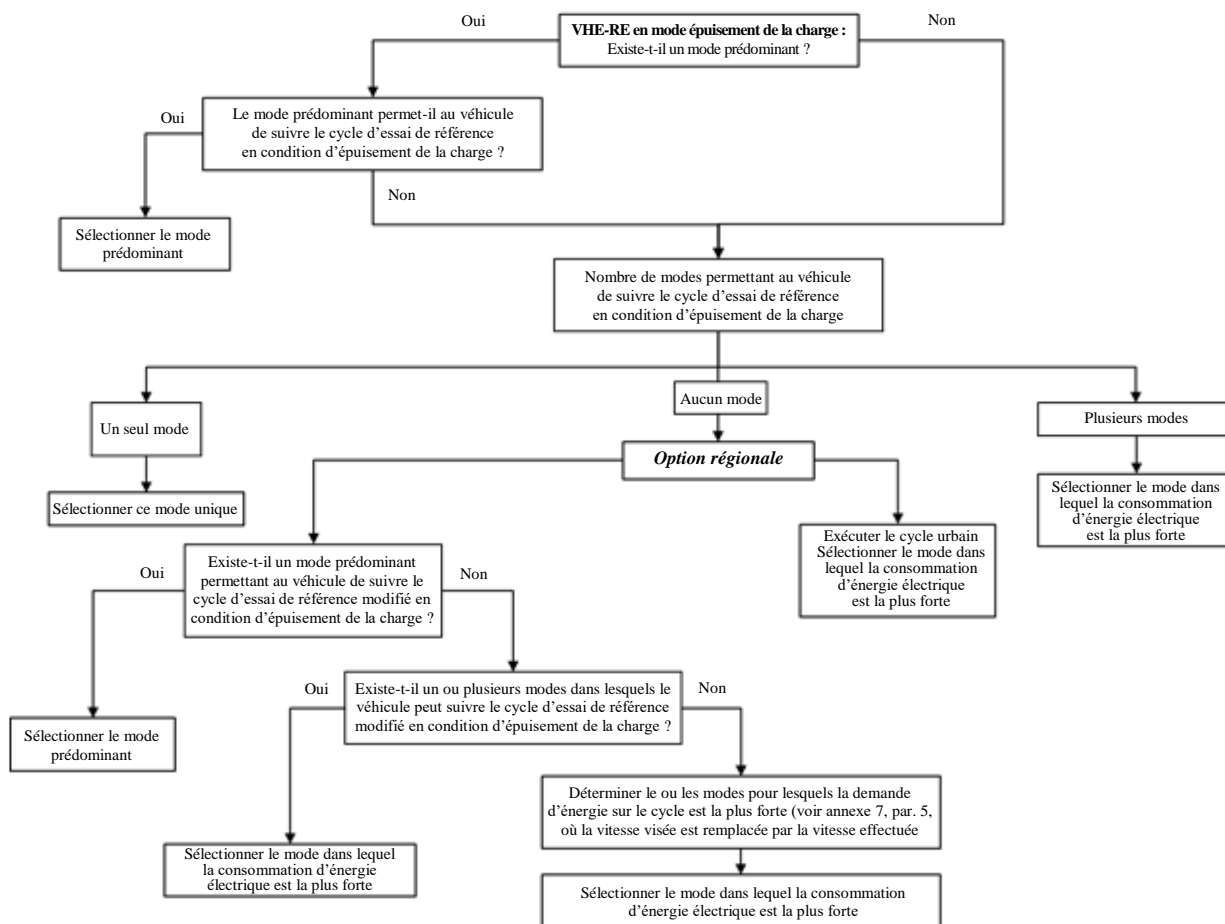 Oui
VHE-RE en mode épuisement de la charge :
Existe-t-il un mode prédominant ?
Non
Oui
Le mode prédominant permet-il au véhicule
de suivre le cycle d'essai de référence
en condition d'épuisement de la charge ?
Non
Sélectionner le mode
prédominant
Nombre de modes permettant au véhicule
de suivre le cycle d'essai de référence
en condition d'épuisement de la charge
Un seul mode
Aucun mode
Plusieurs modes
Sélectionner ce mode unique
Option régionale
Sélectionner le mode dans
lequel la consommation
d'énergie électrique
est la plus forte
Exécuter le cycle urbain
Sélectionner le mode dans
lequel la consommation
d'énergie électrique
est la plus forte
Oui
Existe-t-il un mode prédominant
permettant au véhicule de suivre le
cycle d'essai de référence modifié en
condition d'épuisement de la charge ?
Non
Sélectionner le mode
prédominant
Oui
Existe-t-il un ou plusieurs modes dans lesquels le
véhicule peut suivre le cycle d'essai de référence
modifié en condition d'épuisement de la charge ?
Non
Sélectionner le mode dans lequel
la consommation d'énergie
électrique est la plus forte
Déterminer le ou les modes pour lesquels la demande
d'énergie sur le cycle est la plus forte (voir annexe 7, par. 5,
où la vitesse visée est remplacée par la vitesse effectuée
Sélectionner le mode dans lequel la consommation
d'énergie électrique est la plus forte